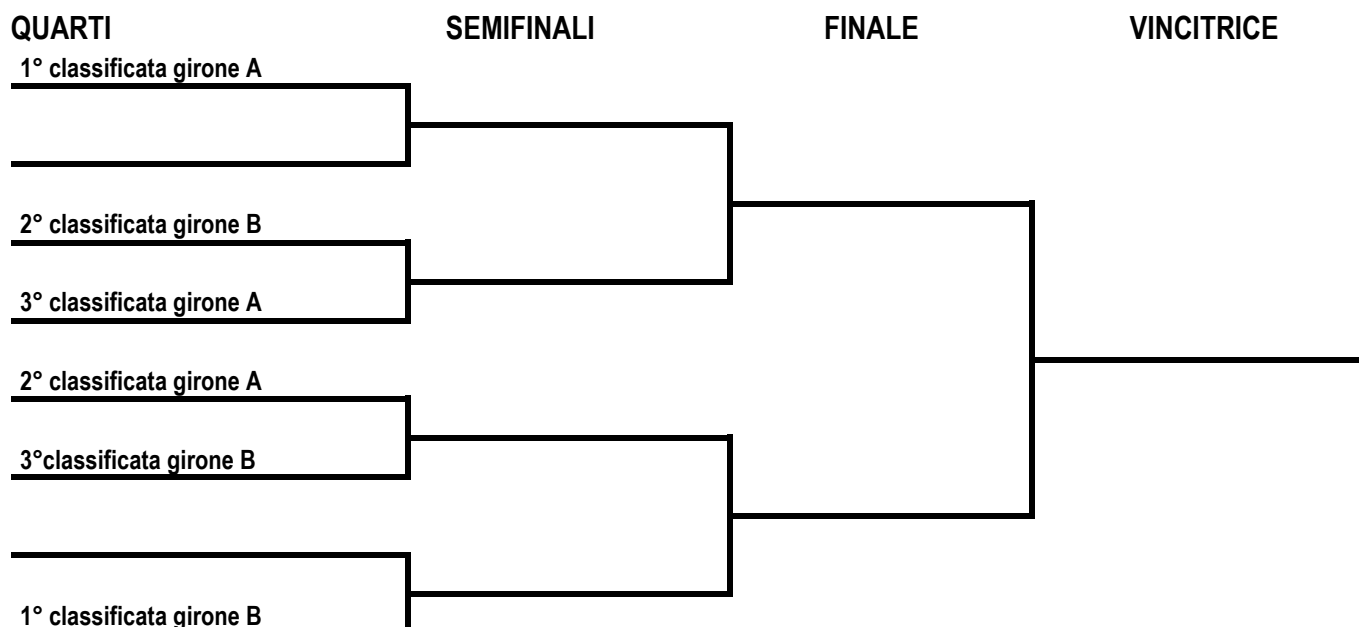 QUARTI SEMIFINALI FINALE VINCITRICE
1° classificata girone A
2° classificata girone B
3° classificata girone A
2° classificata girone A
3°classificata girone B
1° classificata girone B